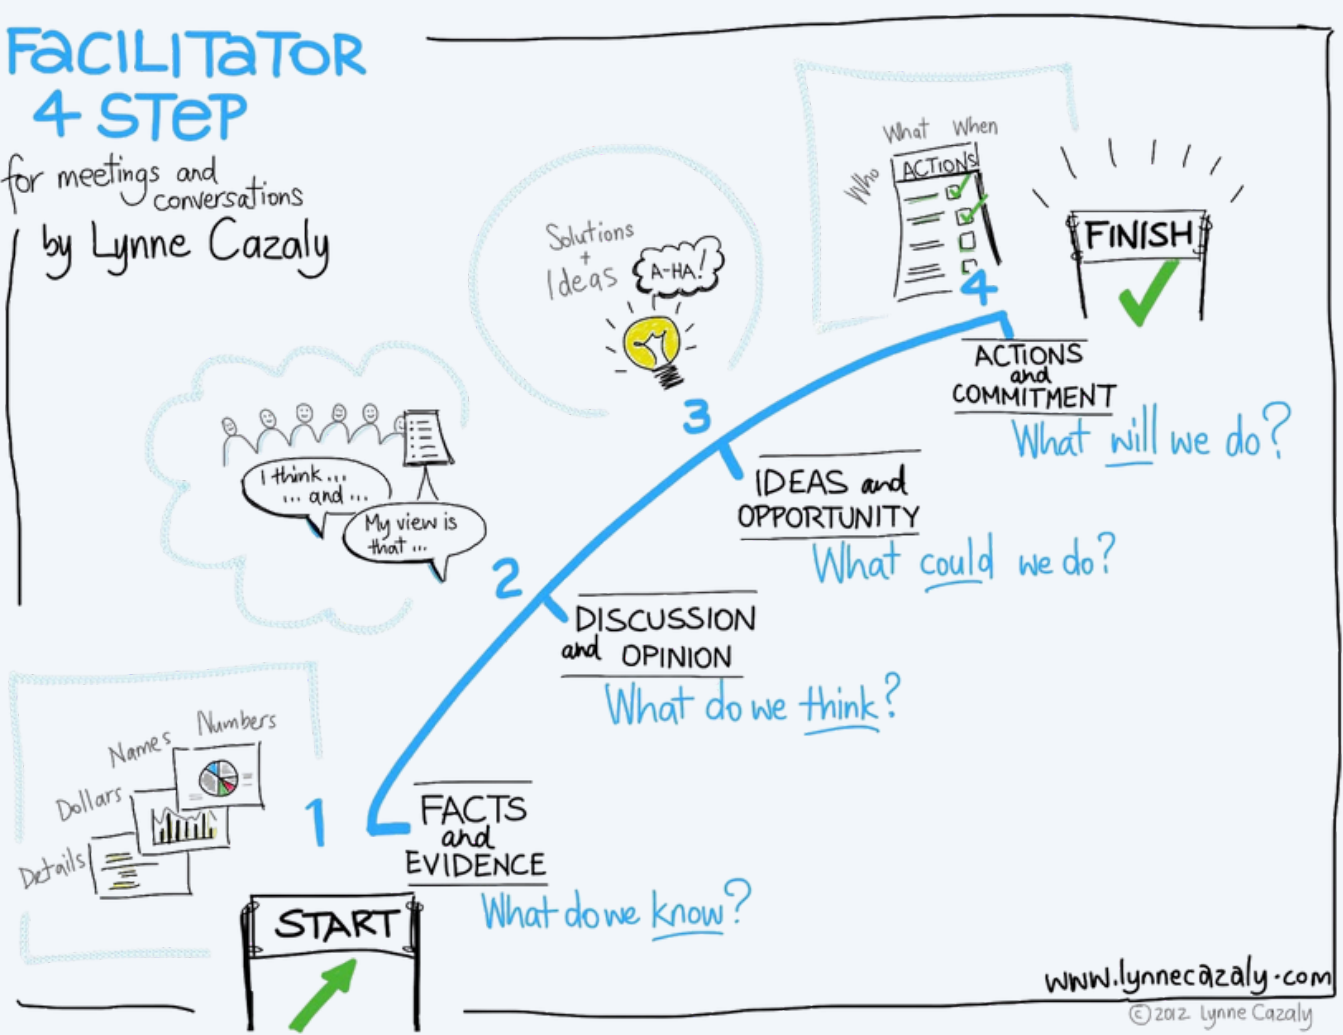 FACILITATOR
4 STEP
for meetings and
conversations
by Lynne Cazaly
What When
Who
ACTIONS
FINISH
4
ACTIONS
and
COMMITMENT
What will we do?
Solutions
+
Ideas
A-HA!
3
IDEAS and
OPPORTUNITY
What could we do?
I think...
... and ...
My view is
that ...
2
DISCUSSION
and OPINION
What do we think?
Numbers
Names
Dollars
Details
1
FACTS
and
EVIDENCE
What do we know?
START
www.lynnecazaly.com
© 2012 Lynne Cazaly